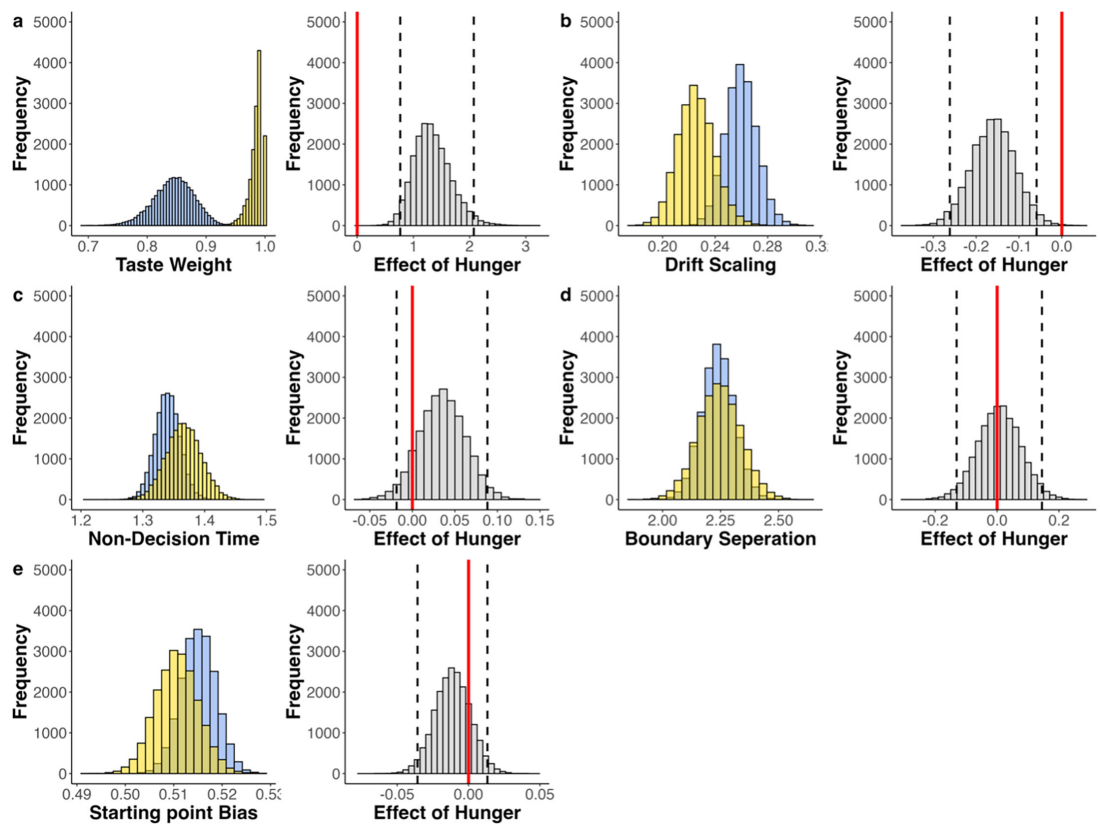 a
5000
4000
3000
2000
1000
0
Frequency
0.7 0.8 0.9 1.0
Taste Weight
5000
4000
3000
2000
1000
0
Frequency
0 1 2 3
Effect of Hunger
b
5000
4000
3000
2000
1000
0
Frequency
0.20 0.24 0.28 0.3
Drift Scaling
5000
4000
3000
2000
1000
0
Frequency
-0.3 -0.2 -0.1 0.0
Effect of Hunger
c
5000
4000
3000
2000
1000
0
Frequency
1.2 1.3 1.4 1.5
Non-Decision Time
5000
4000
3000
2000
1000
0
Frequency
-0.05 0.00 0.05 0.10 0.15
Effect of Hunger
d
5000
4000
3000
2000
1000
0
Frequency
2.00 2.25 2.50
Boundary Seperation
5000
4000
3000
2000
1000
0
Frequency
-0.2 0.0 0.2
Effect of Hunger
e
5000
4000
3000
2000
1000
0
Frequency
0.49 0.50 0.51 0.52 0.53
Starting point Bias
5000
4000
3000
2000
1000
0
Frequency
-0.05 0.00 0.05
Effect of Hunger